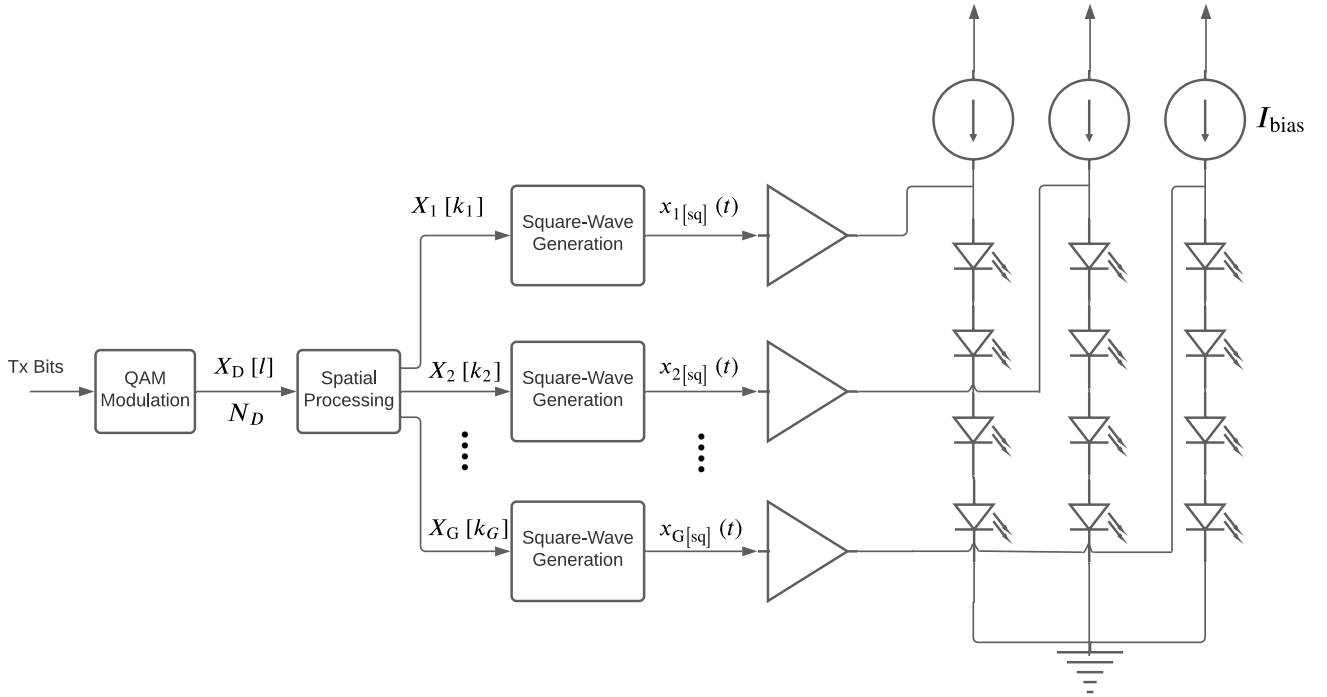 I_bias
X_1 [k_1]
Square-Wave
Generation
x_1[sq] (t)
Tx Bits
QAM
Modulation
X_D [l]
N_D
Spatial
Processing
X_2 [k_2]
Square-Wave
Generation
x_2[sq] (t)
X_G [k_G]
Square-Wave
Generation
x_G[sq] (t)